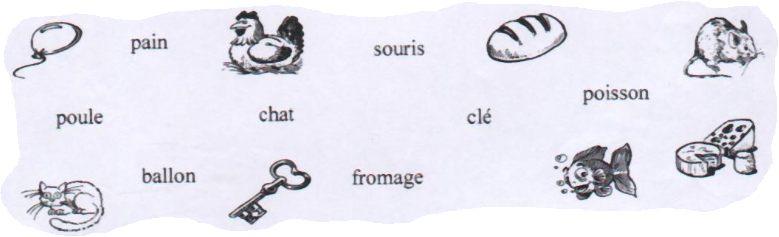 pain
souris
poisson
poule
chat
clé
ballon
fromage